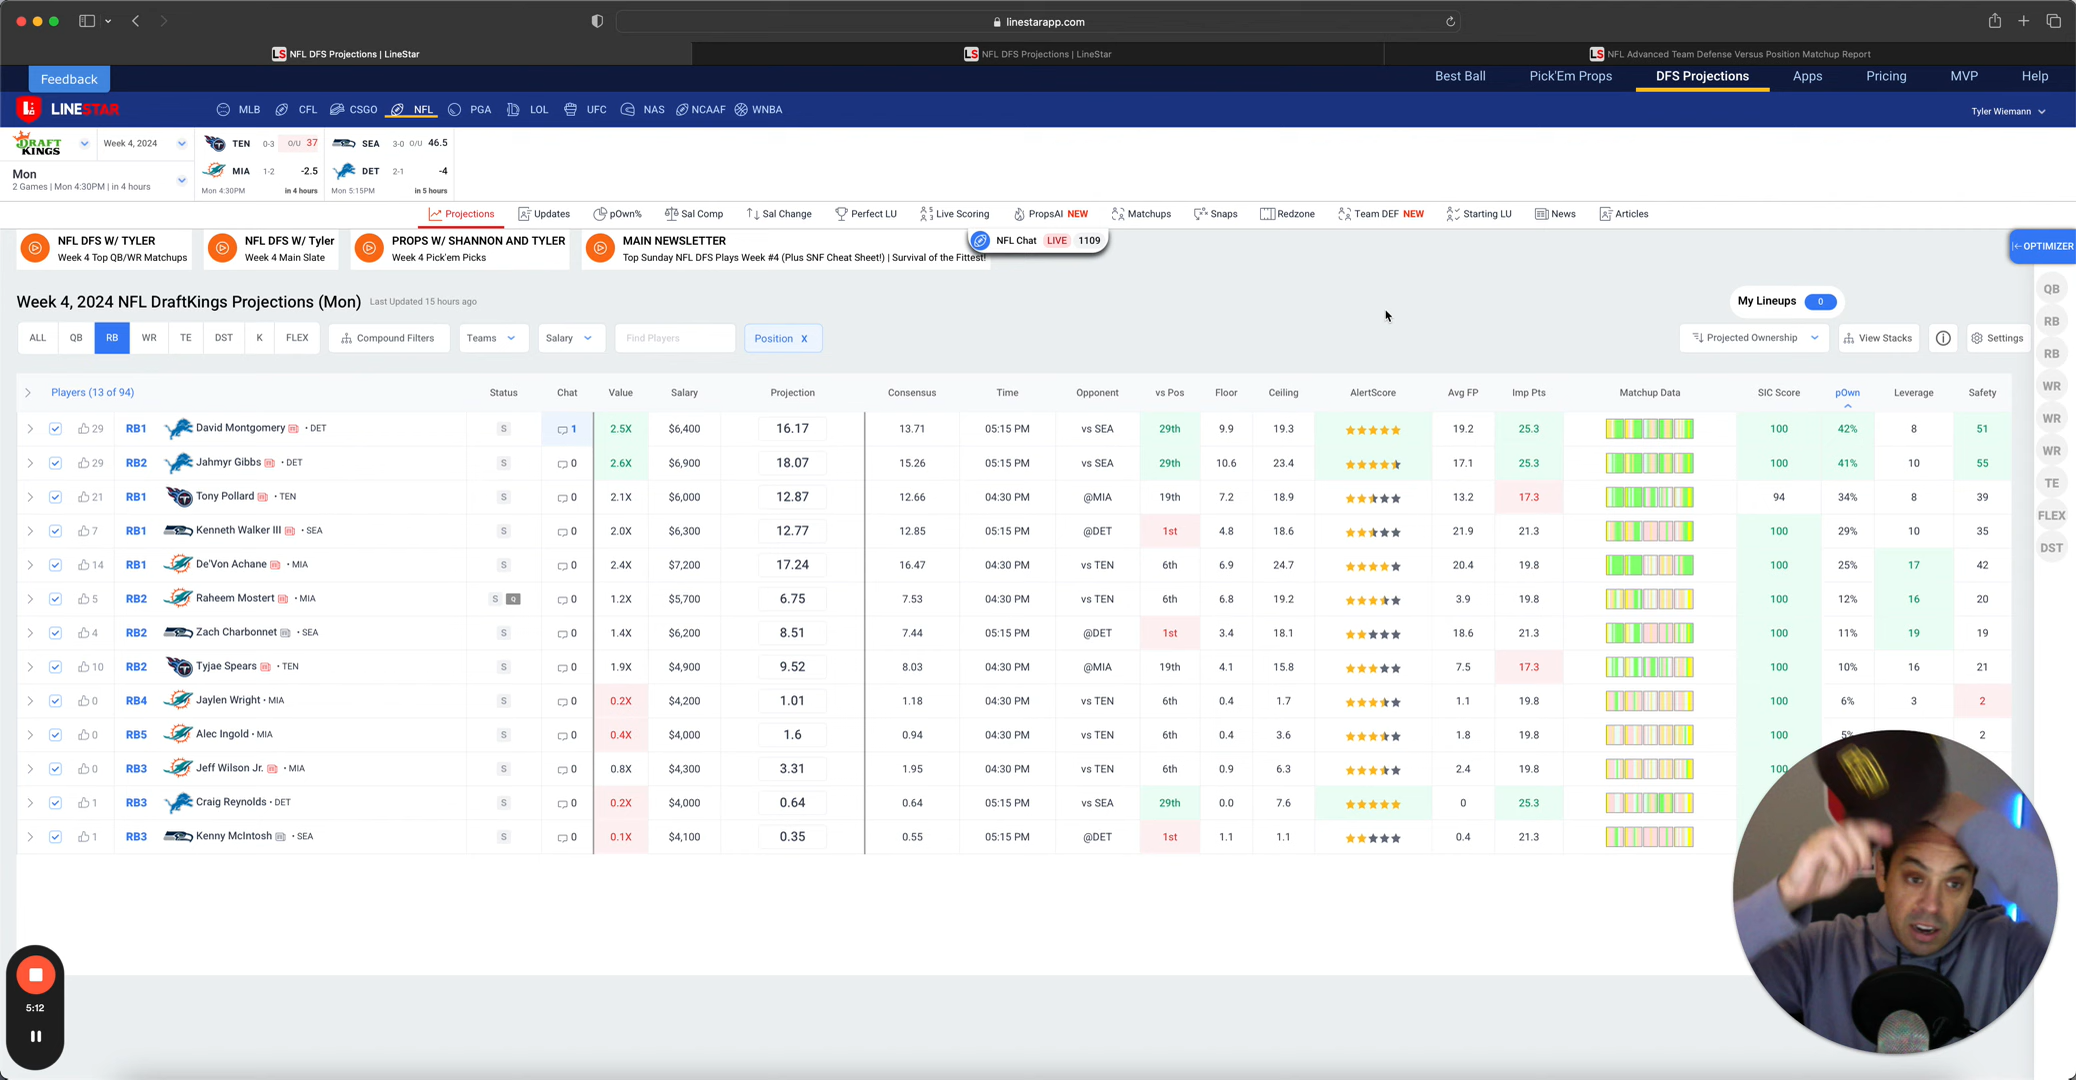 linestarapp.com
LS NFL DFS Projections | LineStar
LS NFL DFS Projections | LineStar
LS NFL Advanced Team Defense Versus Position Matchup Report
Feedback
Best Ball Pick'Em Props DFS Projections Apps Pricing MVP Help
LINESTAR MLB CFL CSGO NFL PGA LOL UFC NAS NCAAF WNBA Tyler Wiemann
DRAFT KINGS Week 4, 2024
Mon
2 Games | Mon 4:30PM | in 4 hours
TEN 0-3 O/U 37
MIA 1-2 -2.5
Mon 4:30PM in 4 hours
SEA 3-0 O/U 46.5
DET 2-1 -4
Mon 5:15PM in 5 hours
Projections Updates pOwn% Sal Comp Sal Change Perfect LU Live Scoring PropsAI NEW Matchups Snaps Redzone Team DEF NEW Starting LU News Articles
NFL DFS W/ TYLER
Week 4 Top QB/WR Matchups
NFL DFS W/ Tyler
Week 4 Main Slate
PROPS W/ SHANNON AND TYLER
Week 4 Pick'em Picks
MAIN NEWSLETTER
Top Sunday NFL DFS Plays Week #4 (Plus SNF Cheat Sheet!) | Survival of the Fittest!
NFL Chat LIVE 1109
OPTIMIZER
Week 4, 2024 NFL DraftKings Projections (Mon) Last Updated 15 hours ago
My Lineups 0
ALL QB RB WR TE DST K FLEX Compound Filters Teams Salary Find Players Position X
Projected Ownership View Stacks Settings
Players (13 of 94) Status Chat Value Salary Projection Consensus Time Opponent vs Pos Floor Ceiling AlertScore Avg FP Imp Pts Matchup Data SIC Score pOwn Leverage Safety
29 RB1 David Montgomery • DET S 1 2.5X $6,400 16.17 13.71 05:15 PM vs SEA 29th 9.9 19.3 19.2 25.3 100 42% 8 51
29 RB2 Jahmyr Gibbs • DET S 0 2.6X $6,900 18.07 15.26 05:15 PM vs SEA 29th 10.6 23.4 17.1 25.3 100 41% 10 55
21 RB1 Tony Pollard • TEN S 0 2.1X $6,000 12.87 12.66 04:30 PM @MIA 19th 7.2 18.9 13.2 17.3 94 34% 8 39
7 RB1 Kenneth Walker III • SEA S 0 2.0X $6,300 12.77 12.85 05:15 PM @DET 1st 4.8 18.6 21.9 21.3 100 29% 10 35
14 RB1 De'Von Achane • MIA S 0 2.4X $7,200 17.24 16.47 04:30 PM vs TEN 6th 6.9 24.7 20.4 19.8 100 25% 17 42
5 RB2 Raheem Mostert • MIA S Q 0 1.2X $5,700 6.75 7.53 04:30 PM vs TEN 6th 6.8 19.2 3.9 19.8 100 12% 16 20
4 RB2 Zach Charbonnet • SEA S 0 1.4X $6,200 8.51 7.44 05:15 PM @DET 1st 3.4 18.1 18.6 21.3 100 11% 19 19
10 RB2 Tyjae Spears • TEN S 0 1.9X $4,900 9.52 8.03 04:30 PM @MIA 19th 4.1 15.8 7.5 17.3 100 10% 16 21
0 RB4 Jaylen Wright • MIA S 0 0.2X $4,200 1.01 1.18 04:30 PM vs TEN 6th 0.4 1.7 1.1 19.8 100 6% 3 2
0 RB5 Alec Ingold • MIA S 0 0.4X $4,000 1.6 0.94 04:30 PM vs TEN 6th 0.4 3.6 1.8 19.8 100 5% 2
0 RB3 Jeff Wilson Jr. • MIA S 0 0.8X $4,300 3.31 1.95 04:30 PM vs TEN 6th 0.9 6.3 2.4 19.8 100
1 RB3 Craig Reynolds • DET S 0 0.2X $4,000 0.64 0.64 05:15 PM vs SEA 29th 0.0 7.6 0 25.3
1 RB3 Kenny McIntosh • SEA S 0 0.1X $4,100 0.35 0.55 05:15 PM @DET 1st 1.1 1.1 0.4 21.3
QB
RB
RB
WR
WR
WR
TE
FLEX
DST
5:12